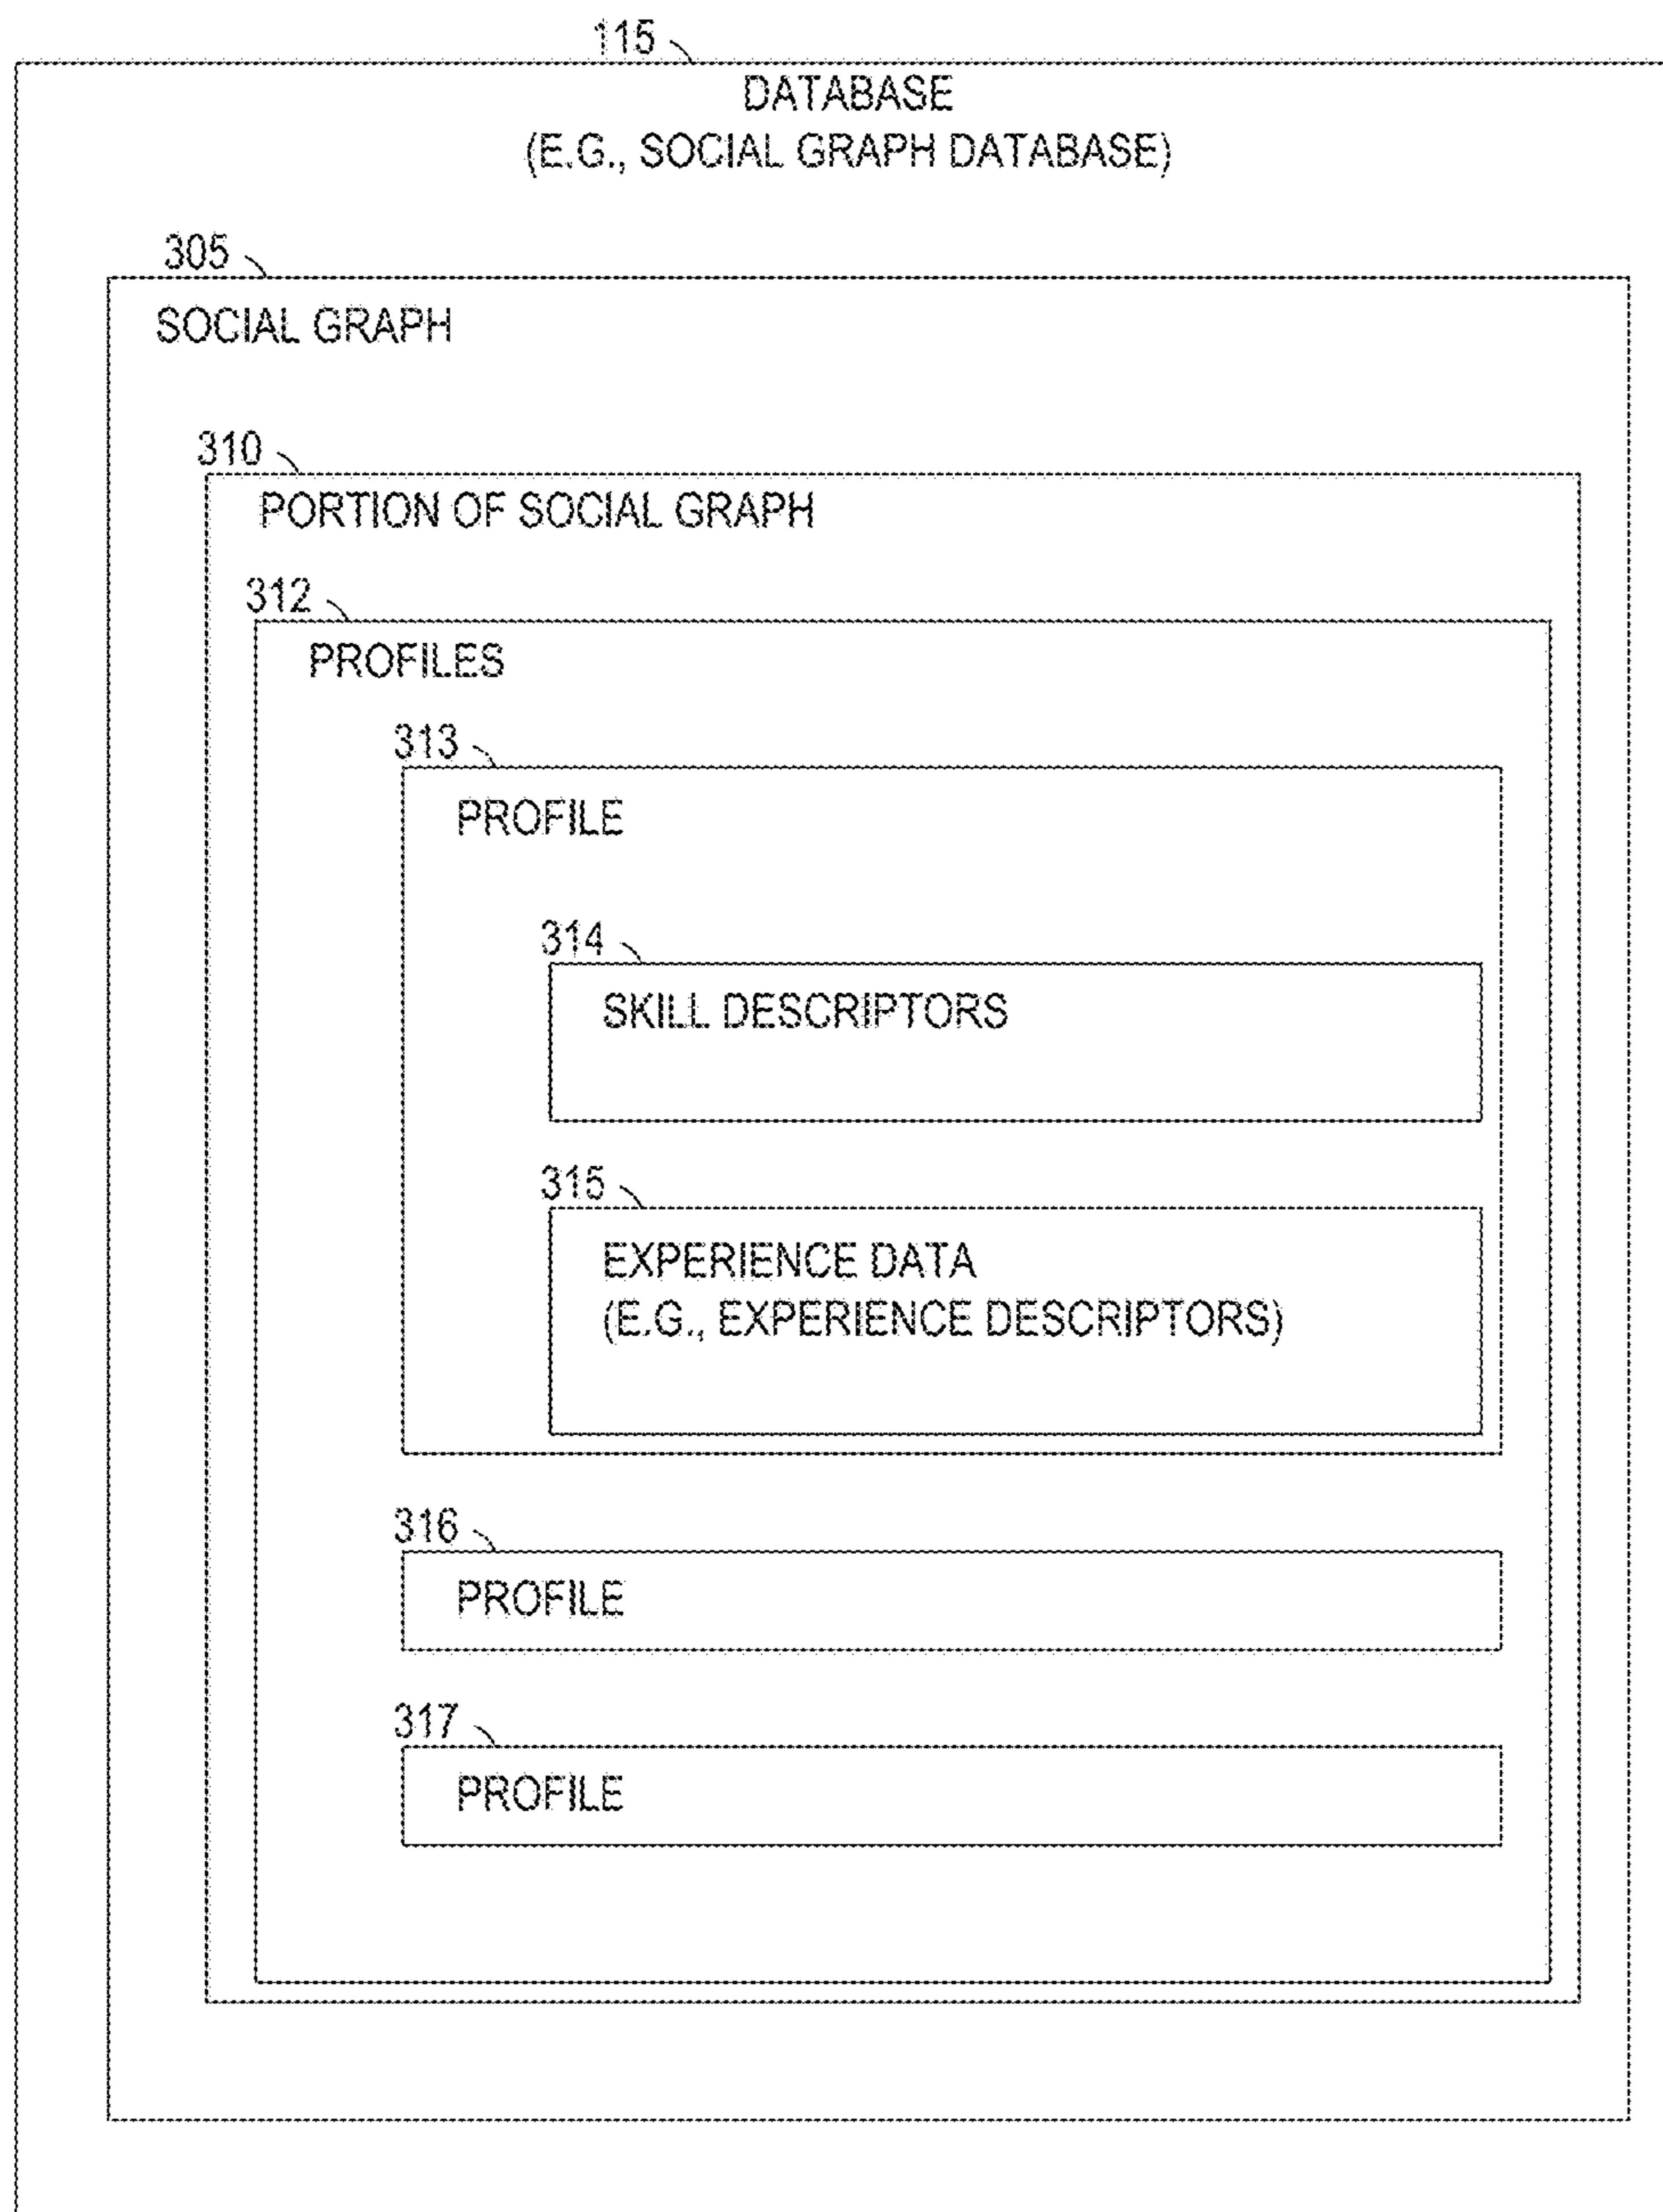 115
DATABASE
(E.G., SOCIAL GRAPH DATABASE)
305
SOCIAL GRAPH
310
PORTION OF SOCIAL GRAPH
312
PROFILES
313
PROFILE
314
SKILL DESCRIPTORS
315
EXPERIENCE DATA
(E.G., EXPERIENCE DESCRIPTORS)
316
PROFILE
317
PROFILE